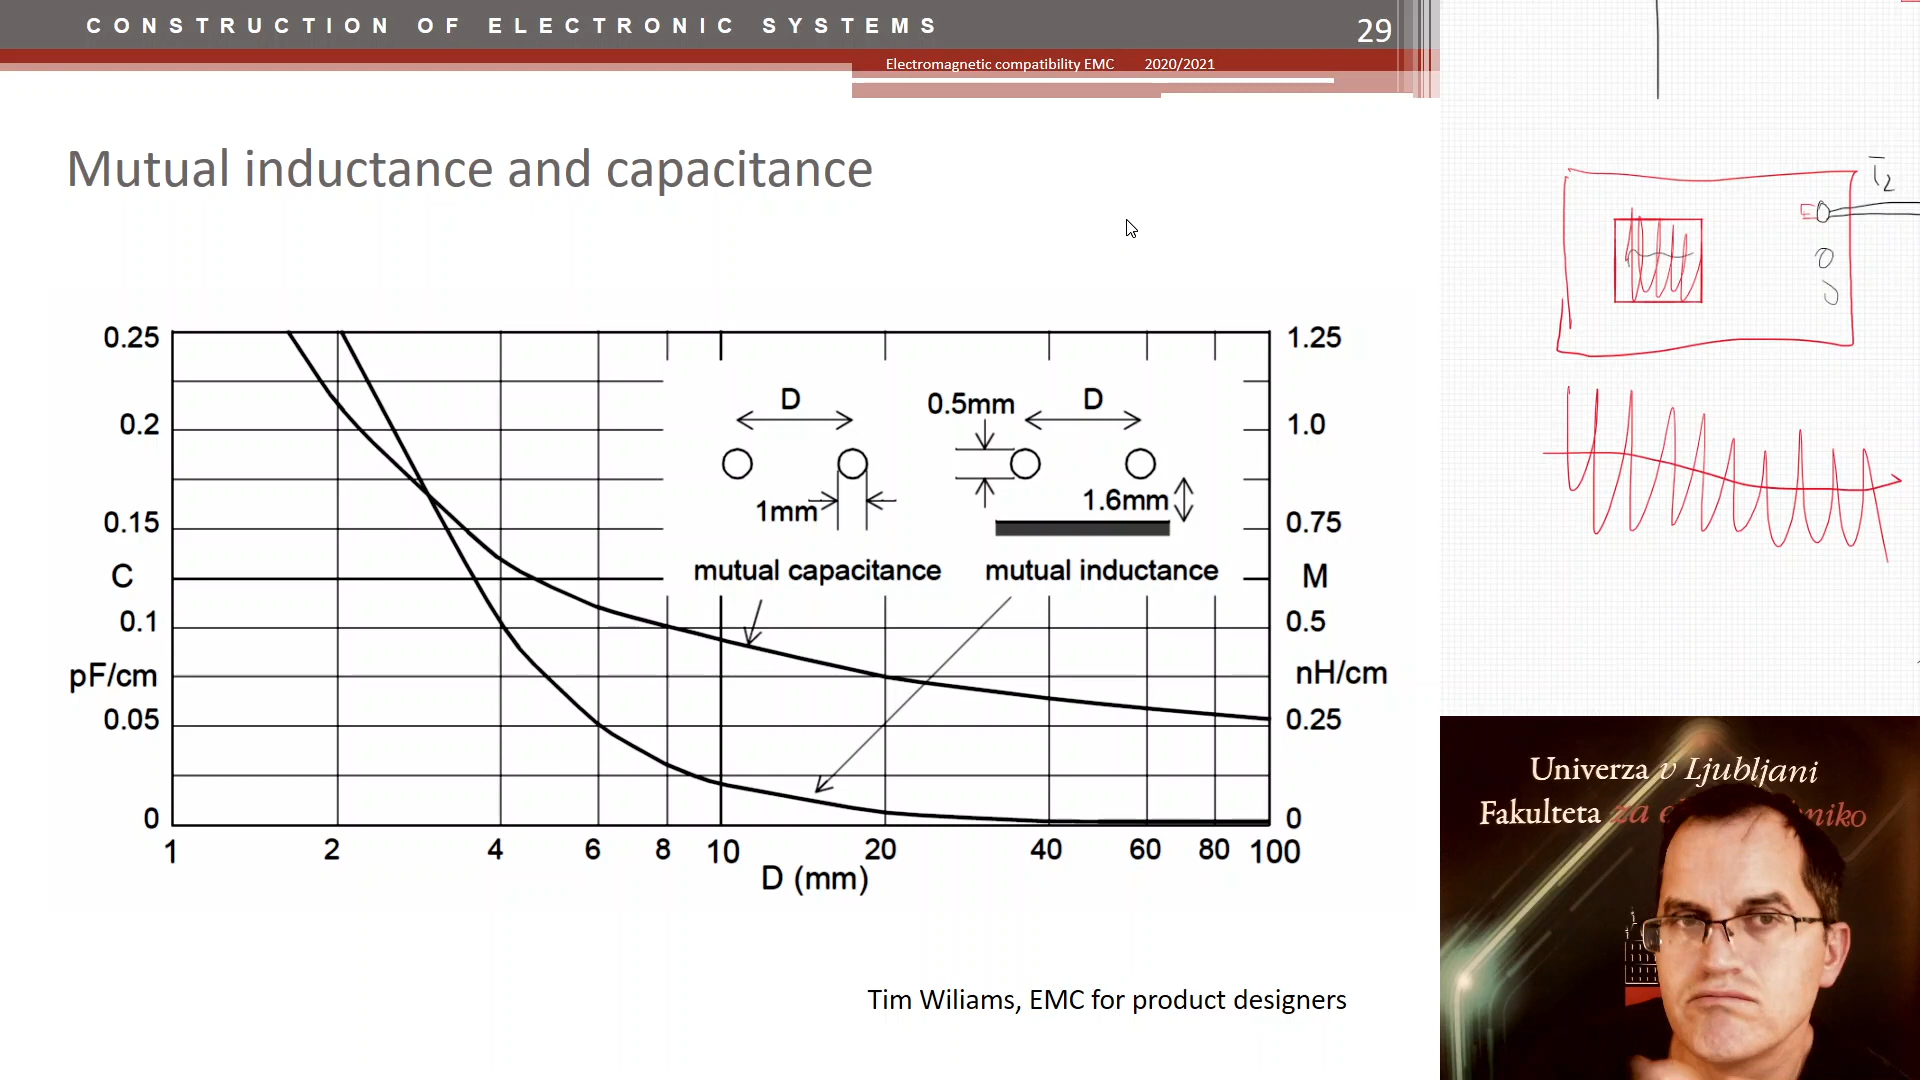 CONSTRUCTION OF ELECTRONIC SYSTEMS
29
Electromagnetic compatibility EMC 2020/2021
Mutual inductance and capacitance
0.25
0.2
0.15
C
0.1
pF/cm
0.05
0
1.25
1.0
0.75
M
0.5
nH/cm
0.25
0
D
0.5mm
D
1mm
1.6mm
mutual capacitance
mutual inductance
1 2 4 6 8 10 20 40 60 80 100
D (mm)
Tim Wiliams, EMC for product designers
I2
Univerza v Ljubljani
Fakulteta za
niko